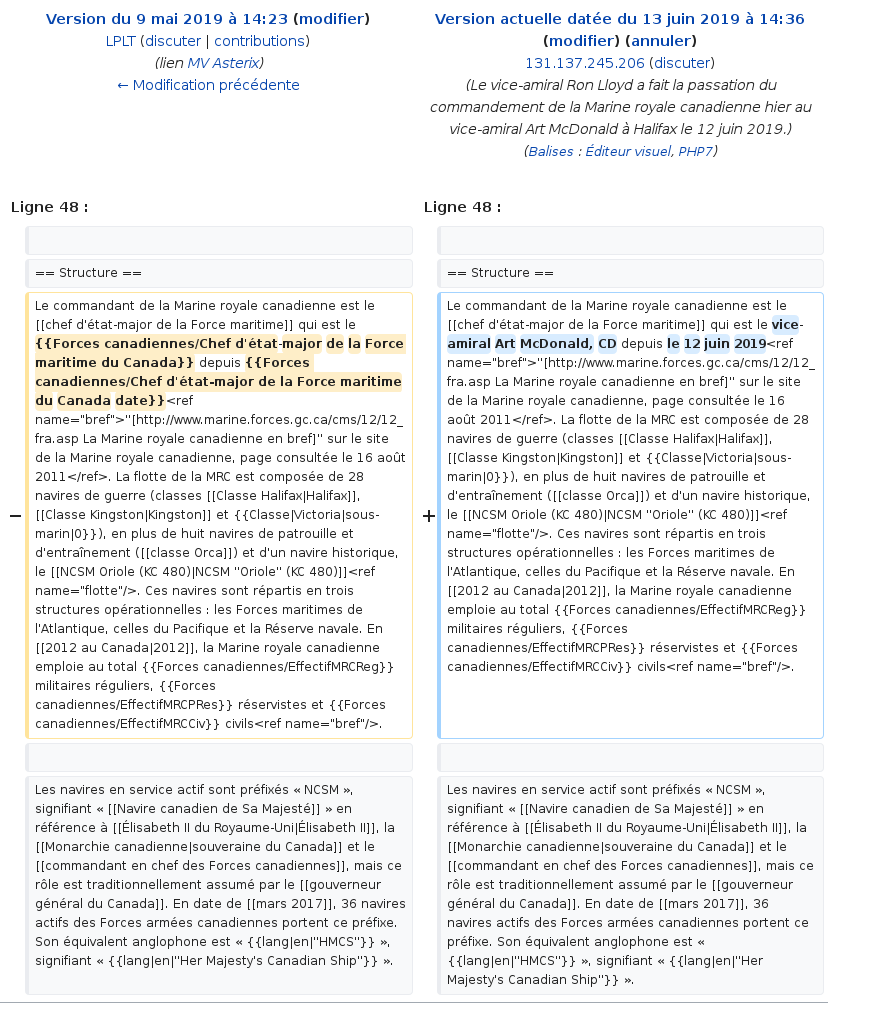 Version du 9 mai 2019 à 14:23 (modifier)
LPLT (discuter | contributions)
(lien MV Asterix)
← Modification précédente
Version actuelle datée du 13 juin 2019 à 14:36
(modifier) (annuler)
131.137.245.206 (discuter)
(Le vice-amiral Ron Lloyd a fait la passation du
commandement de la Marine royale canadienne hier au
vice-amiral Art McDonald à Halifax le 12 juin 2019.)
(Balises : Éditeur visuel, PHP7)
Ligne 48 :
Ligne 48 :
== Structure ==
== Structure ==
−
Le commandant de la Marine royale canadienne est le
[[chef d'état-major de la Force maritime]] qui est le
{{Forces canadiennes/Chef d'état-major de la Force
maritime du Canada}} depuis {{Forces
canadiennes/Chef d'état-major de la Force maritime
du Canada date}}<ref
name="bref">''[http://www.marine.forces.gc.ca/cms/12/12_
fra.asp La Marine royale canadienne en bref]'' sur le site
de la Marine royale canadienne, page consultée le 16 août
2011</ref>. La flotte de la MRC est composée de 28
navires de guerre (classes [[Classe Halifax|Halifax]],
[[Classe Kingston|Kingston]] et {{Classe|Victoria|sous-
marin|0}}), en plus de huit navires de patrouille et
d'entraînement ([[classe Orca]]) et d'un navire historique,
le [[NCSM Oriole (KC 480)|NCSM ''Oriole'' (KC 480)]]<ref
name="flotte"/>. Ces navires sont répartis en trois
structures opérationnelles : les Forces maritimes de
l'Atlantique, celles du Pacifique et la Réserve navale. En
[[2012 au Canada|2012]], la Marine royale canadienne
emploie au total {{Forces canadiennes/EffectifMRCReg}}
militaires réguliers, {{Forces
canadiennes/EffectifMRCPRes}} réservistes et {{Forces
canadiennes/EffectifMRCCiv}} civils<ref name="bref"/>.
+
Le commandant de la Marine royale canadienne est le
[[chef d'état-major de la Force maritime]] qui est le vice-
amiral Art McDonald, CD depuis le 12 juin 2019<ref
name="bref">''[http://www.marine.forces.gc.ca/cms/12/12_
fra.asp La Marine royale canadienne en bref]'' sur le site
de la Marine royale canadienne, page consultée le 16
août 2011</ref>. La flotte de la MRC est composée de 28
navires de guerre (classes [[Classe Halifax|Halifax]],
[[Classe Kingston|Kingston]] et {{Classe|Victoria|sous-
marin|0}}), en plus de huit navires de patrouille et
d'entraînement ([[classe Orca]]) et d'un navire historique,
le [[NCSM Oriole (KC 480)|NCSM ''Oriole'' (KC 480)]]<ref
name="flotte"/>. Ces navires sont répartis en trois
structures opérationnelles : les Forces maritimes de
l'Atlantique, celles du Pacifique et la Réserve navale. En
[[2012 au Canada|2012]], la Marine royale canadienne
emploie au total {{Forces canadiennes/EffectifMRCReg}}
militaires réguliers, {{Forces
canadiennes/EffectifMRCPRes}} réservistes et {{Forces
canadiennes/EffectifMRCCiv}} civils<ref name="bref"/>.
Les navires en service actif sont préfixés « NCSM »,
signifiant « [[Navire canadien de Sa Majesté]] » en
référence à [[Élisabeth II du Royaume-Uni|Élisabeth II]], la
[[Monarchie canadienne|souveraine du Canada]] et le
[[commandant en chef des Forces canadiennes]], mais ce
rôle est traditionnellement assumé par le [[gouverneur
général du Canada]]. En date de [[mars 2017]], 36 navires
actifs des Forces armées canadiennes portent ce préfixe.
Son équivalent anglophone est « {{lang|en|''HMCS''}} »,
signifiant « {{lang|en|''Her Majesty's Canadian Ship''}} ».
Les navires en service actif sont préfixés « NCSM »,
signifiant « [[Navire canadien de Sa Majesté]] » en
référence à [[Élisabeth II du Royaume-Uni|Élisabeth II]], la
[[Monarchie canadienne|souveraine du Canada]] et le
[[commandant en chef des Forces canadiennes]], mais ce
rôle est traditionnellement assumé par le [[gouverneur
général du Canada]]. En date de [[mars 2017]], 36
navires actifs des Forces armées canadiennes portent ce
préfixe. Son équivalent anglophone est «
{{lang|en|''HMCS''}} », signifiant « {{lang|en|''Her
Majesty's Canadian Ship''}} ».